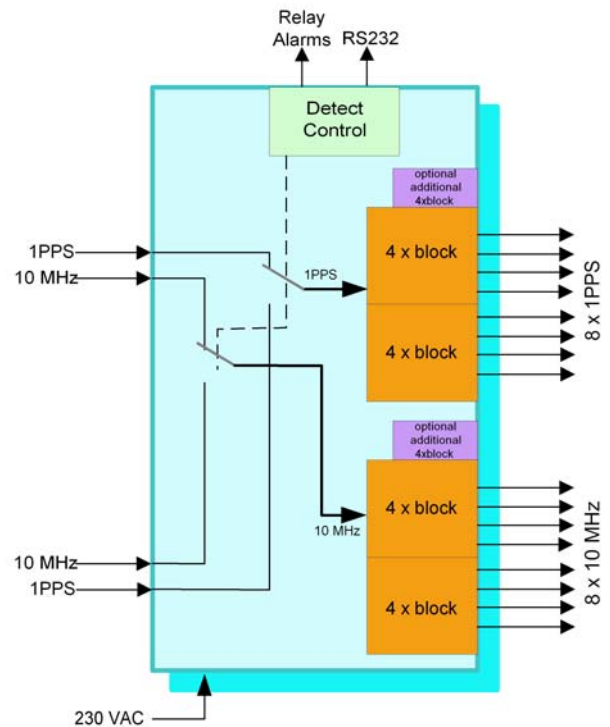 Relay
Alarms
RS232
Detect
Control
optional
additional
4xblock
1PPS
10 MHz
1PPS
4 x block
4 x block
8 x 1PPS
optional
additional
4xblock
4 x block
10 MHz
4 x block
8 x 10 MHz
10 MHz
1PPS
230 VAC